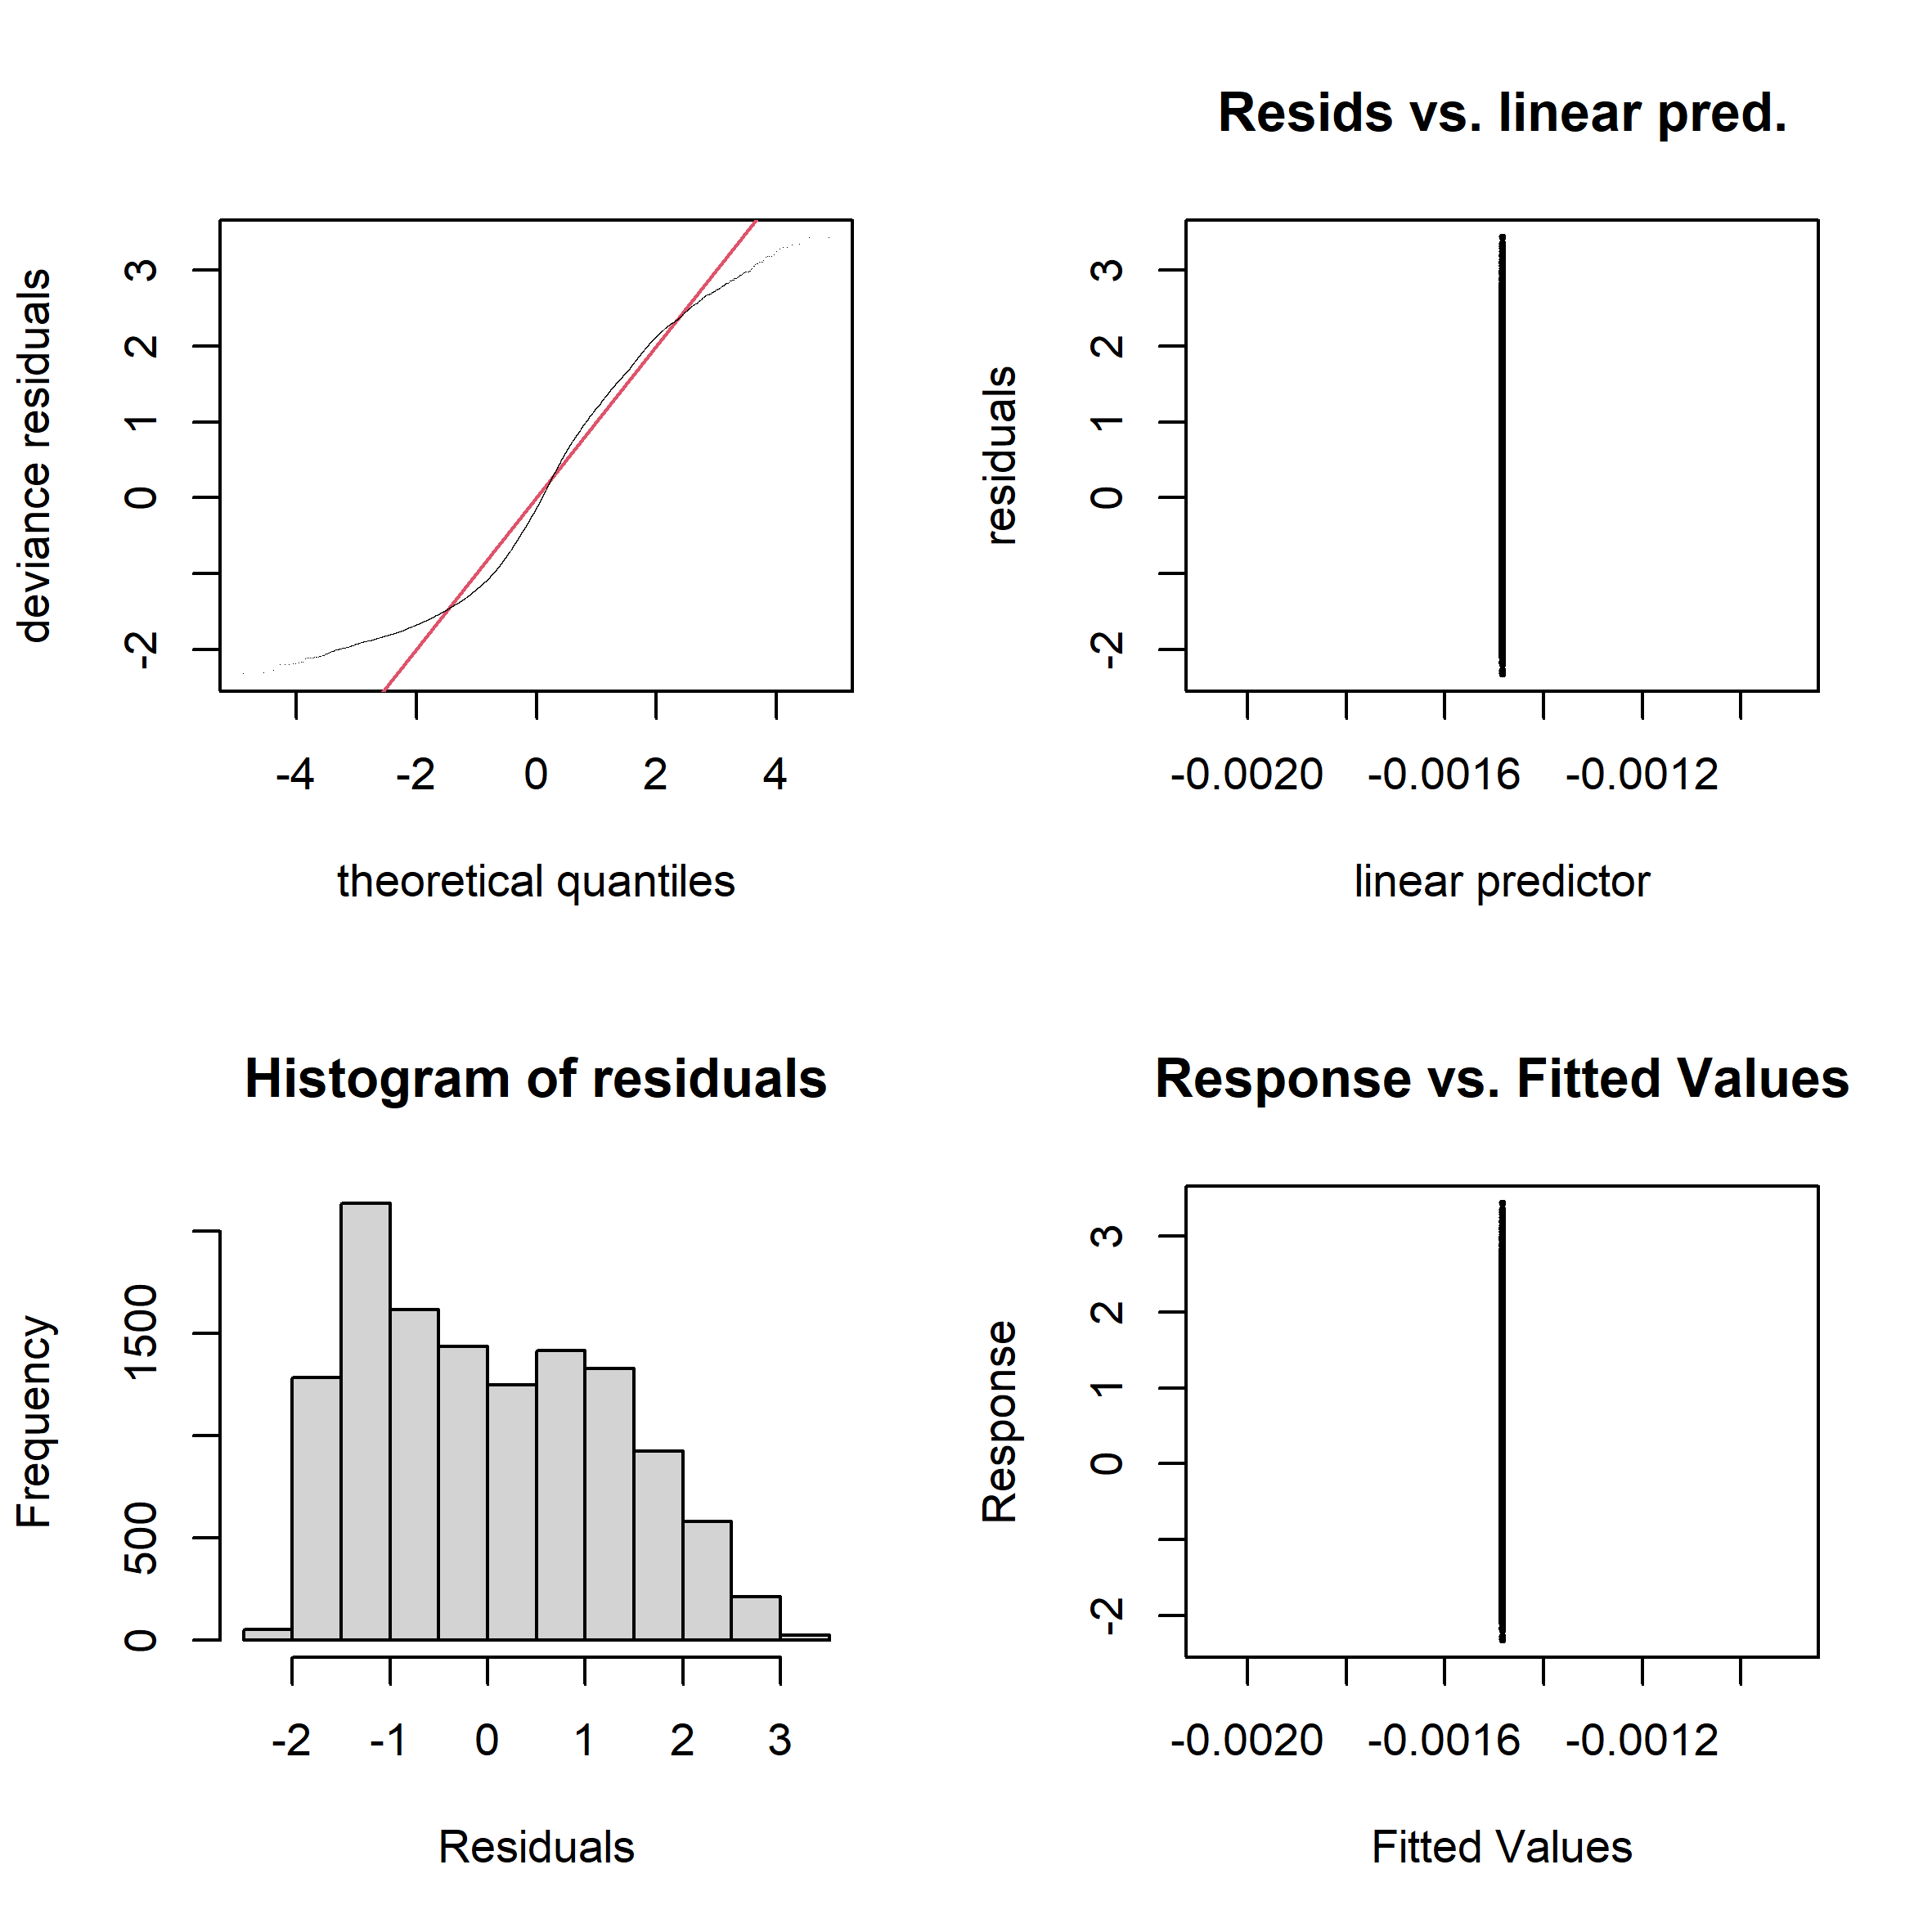 deviance residuals
3
2
1
0
-2
-4 -2 0 2 4
theoretical quantiles
Resids vs. linear pred.
residuals
3
2
1
0
-2
-0.0020 -0.0016 -0.0012
linear predictor
Histogram of residuals
Frequency
1500
500
0
-2 -1 0 1 2 3
Residuals
Response vs. Fitted Values
Response
3
2
1
0
-2
-0.0020 -0.0016 -0.0012
Fitted Values